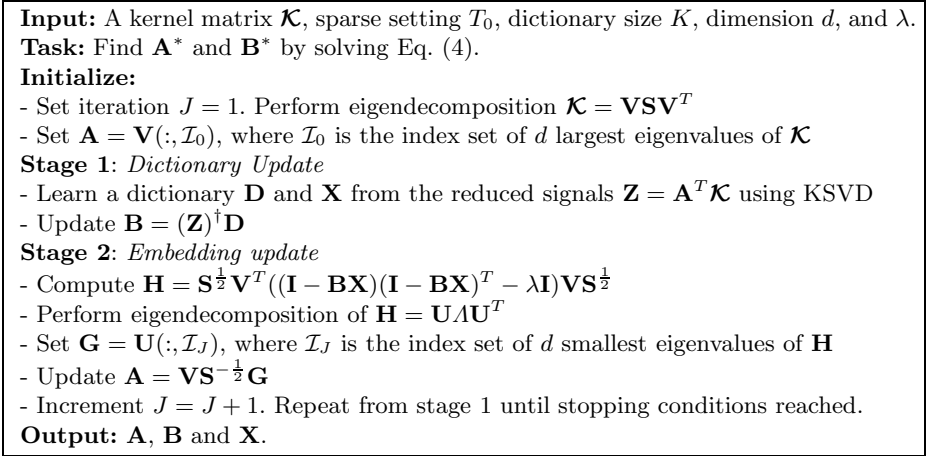 Input: A kernel matrix 𝓚, sparse setting T₀, dictionary size K, dimension d, and λ.
Task: Find A* and B* by solving Eq. (4).
Initialize:
- Set iteration J = 1. Perform eigendecomposition 𝓚 = VSVᵀ
- Set A = V(:, 𝓘₀), where 𝓘₀ is the index set of d largest eigenvalues of 𝓚
Stage 1: Dictionary Update
- Learn a dictionary D and X from the reduced signals Z = Aᵀ𝓚 using KSVD
- Update B = (Z)†D
Stage 2: Embedding update
- Compute H = S^½Vᵀ((I − BX)(I − BX)ᵀ − λI)VS^½
- Perform eigendecomposition of H = UΛUᵀ
- Set G = U(:, 𝓘_J), where 𝓘_J is the index set of d smallest eigenvalues of H
- Update A = VS^−½G
- Increment J = J + 1. Repeat from stage 1 until stopping conditions reached.
Output: A, B and X.